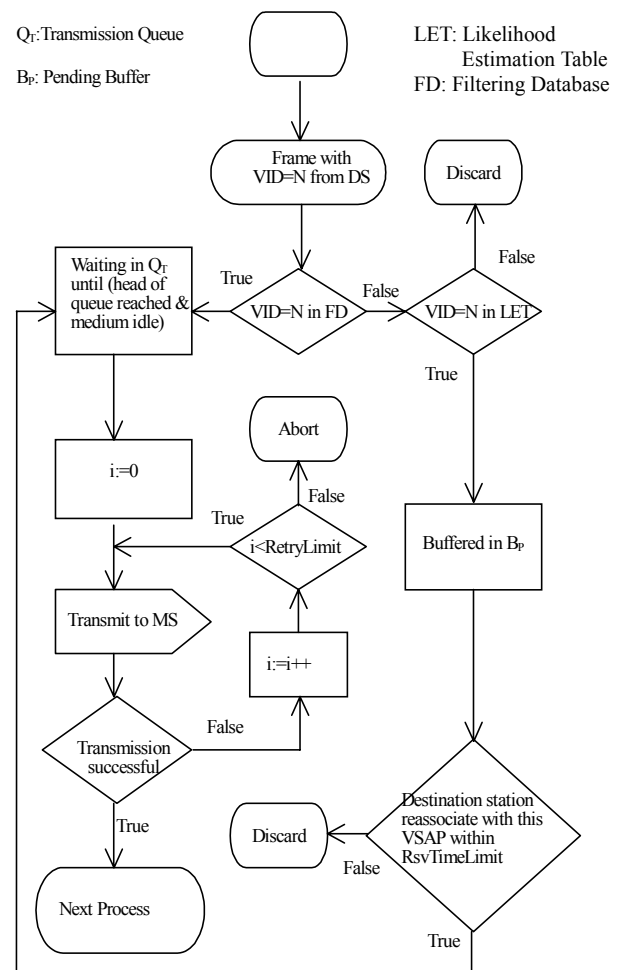 QT:Transmission Queue
BP: Pending Buffer
LET: Likelihood
Estimation Table
FD: Filtering Database
Frame with
VID=N from DS
Discard
Waiting in QT
until (head of
queue reached &
medium idle)
True
VID=N in FD
False
VID=N in LET
False
True
i:=0
Abort
False
True
i<RetryLimit
Buffered in BP
Transmit to MS
i:=i++
False
Transmission
successful
True
Next Process
Destination station
reassociate with this
VSAP within
RsvTimeLimit
Discard
False
True